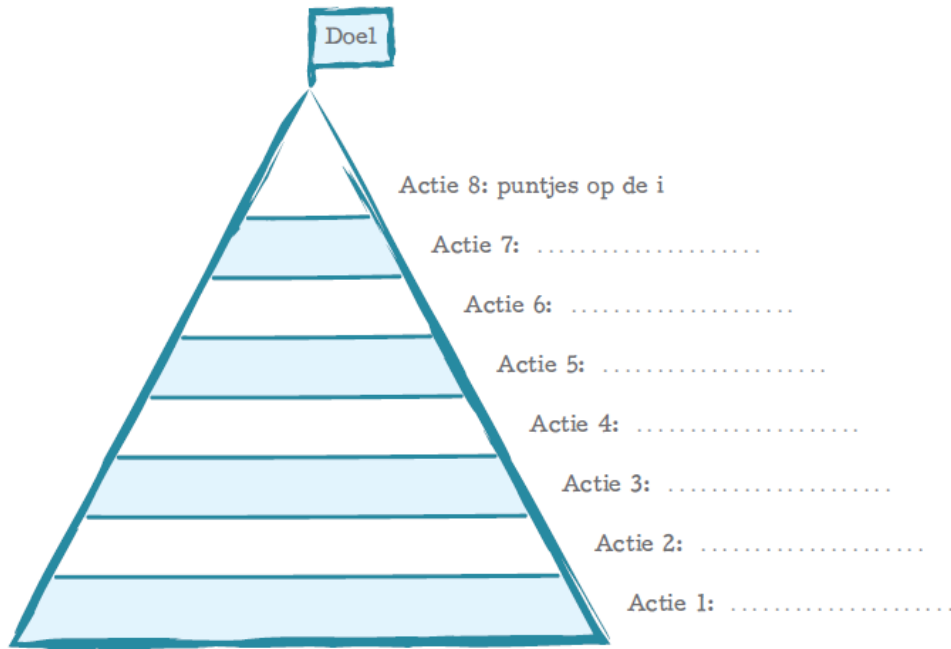 Doel
Actie 8: puntjes op de i
Actie 7: .....................
Actie 6: .....................
Actie 5: .....................
Actie 4: .....................
Actie 3: .....................
Actie 2: .....................
Actie 1: .....................